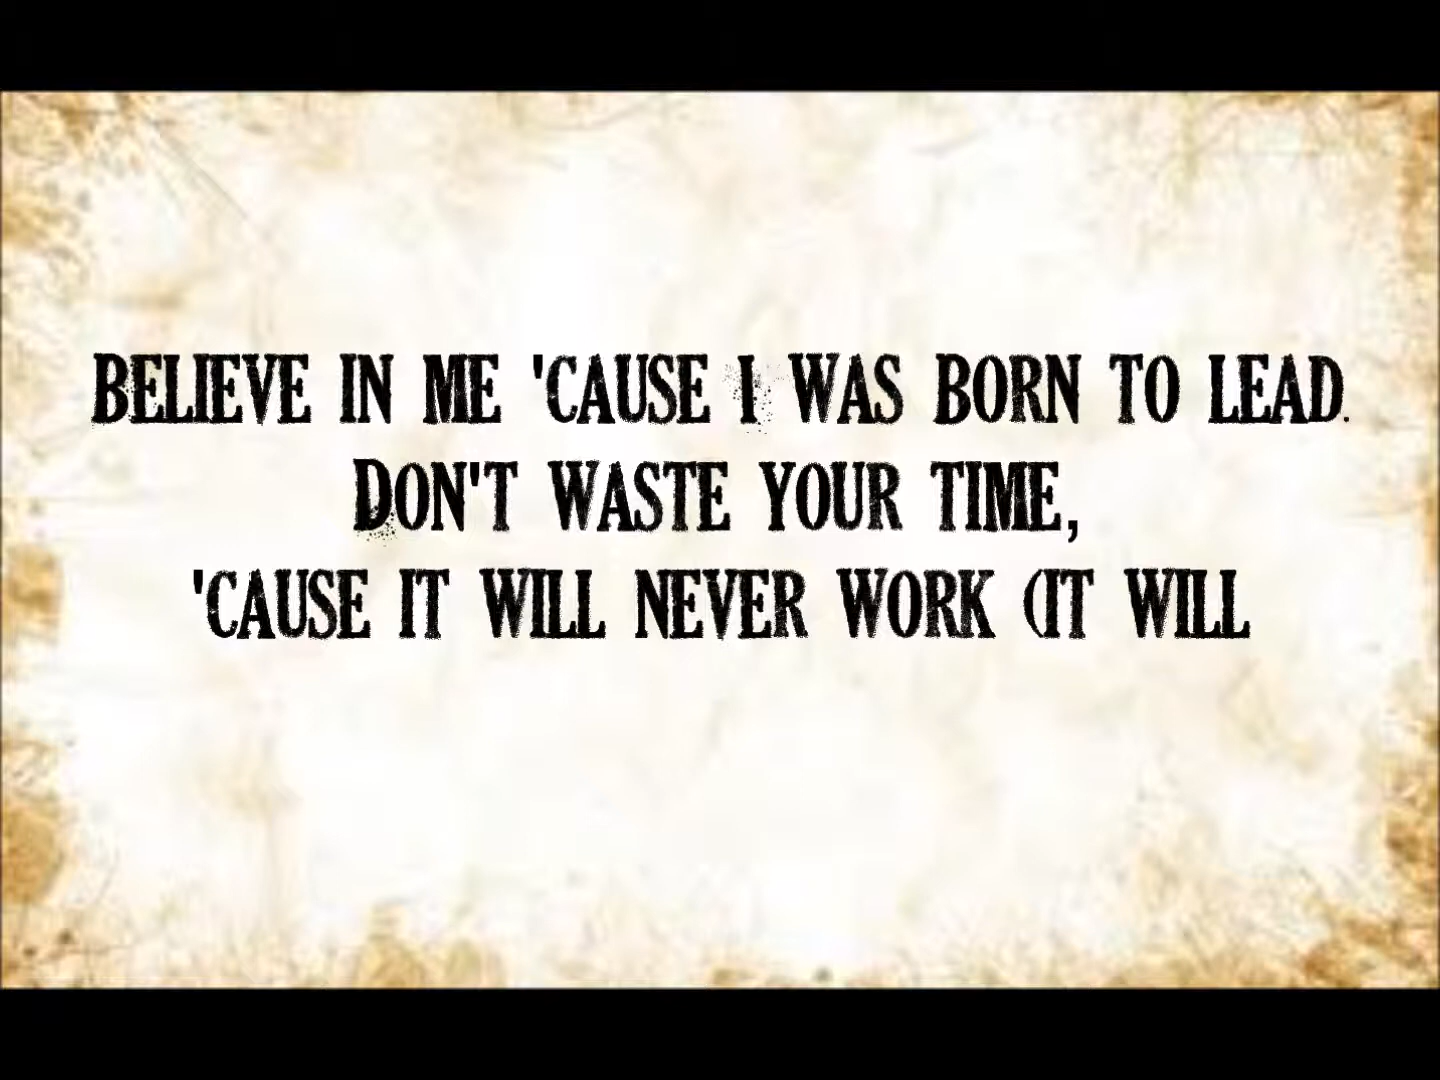 BELIEVE IN ME 'CAUSE I WAS BORN TO LEAD.
DON'T WASTE YOUR TIME,
'CAUSE IT WILL NEVER WORK (IT WILL